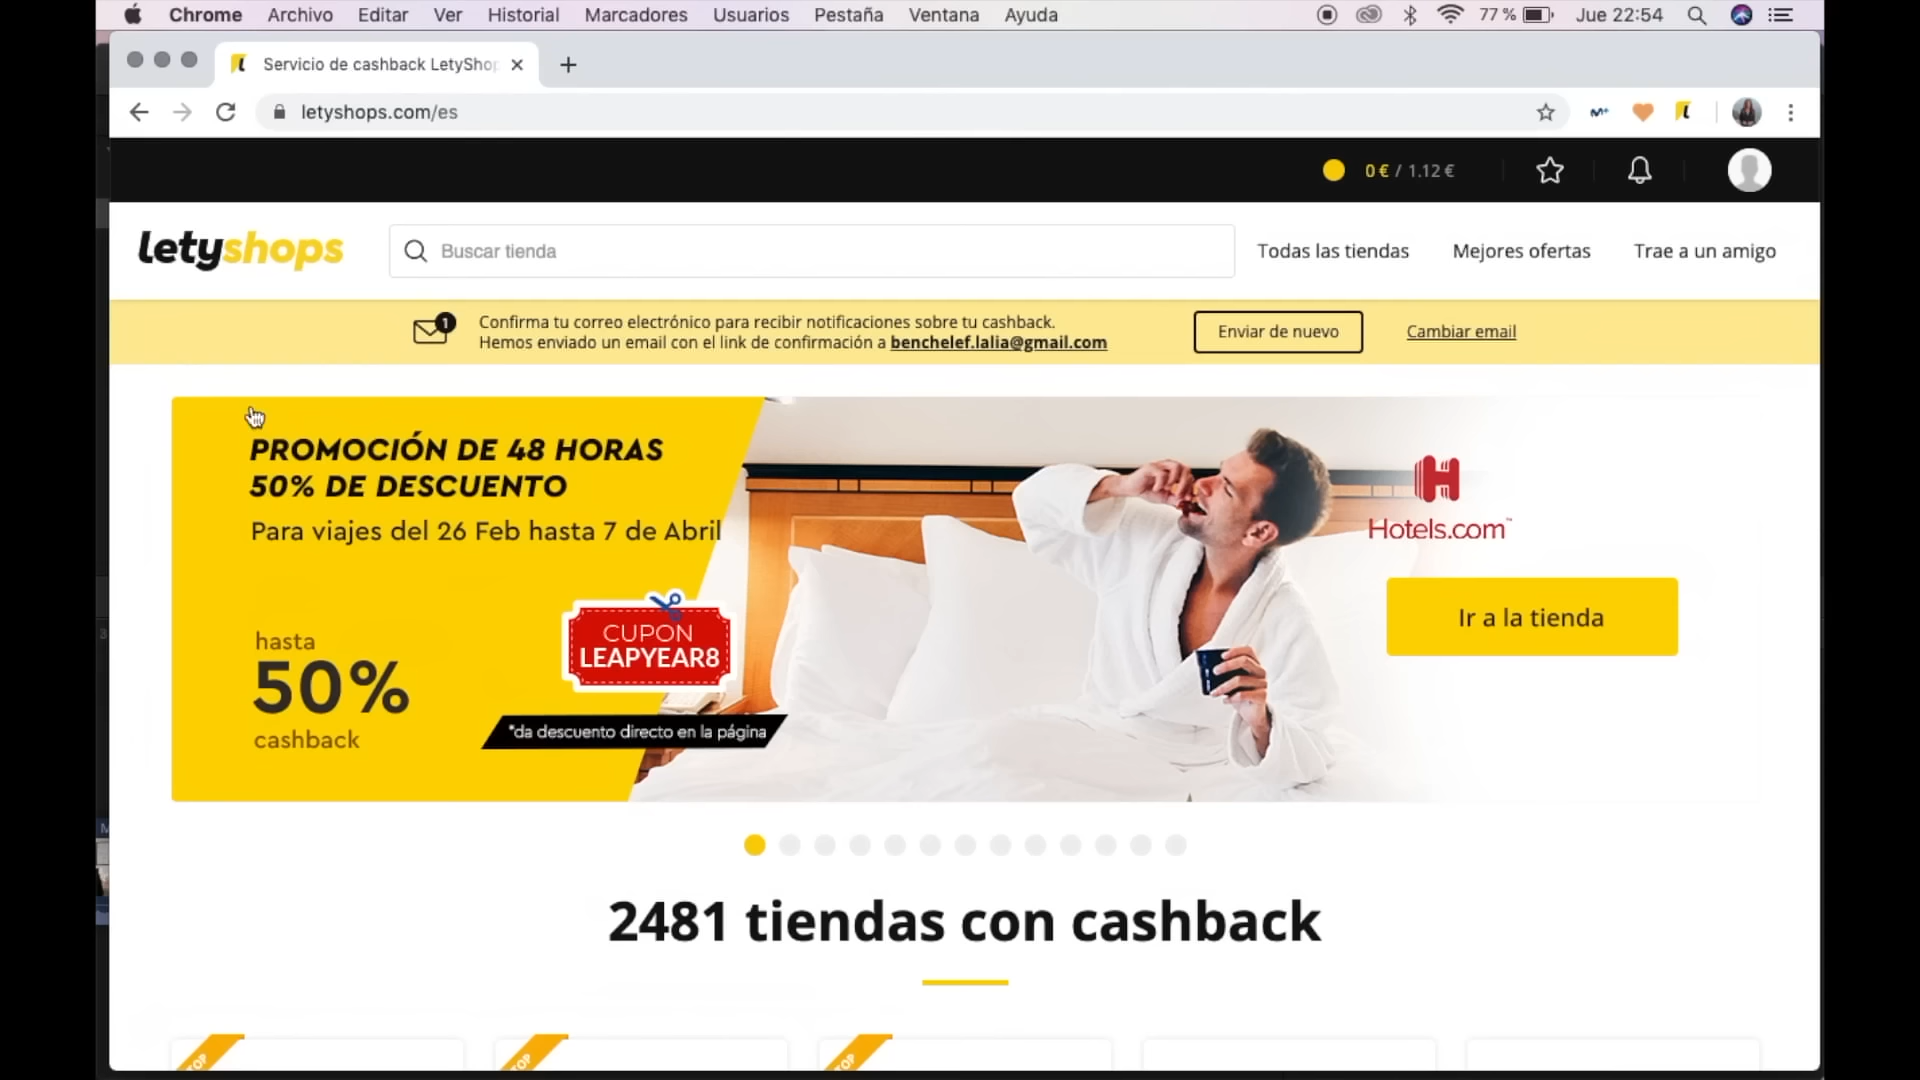 Chrome Archivo Editar Ver Historial Marcadores Usuarios Pestaña Ventana Ayuda 77 % Jue 22:54
Servicio de cashback LetyShop
letyshops.com/es
0 € / 1.12 €
letyshops
Buscar tienda
Todas las tiendas
Mejores ofertas
Trae a un amigo
1
Confirma tu correo electrónico para recibir notificaciones sobre tu cashback.
Hemos enviado un email con el link de confirmación a benchelef.lalia@gmail.com
Enviar de nuevo
Cambiar email
PROMOCIÓN DE 48 HORAS
50% DE DESCUENTO
Para viajes del 26 Feb hasta 7 de Abril
hasta
50%
cashback
CUPON
LEAPYEAR8
*da descuento directo en la página
Hotels.com
Ir a la tienda
2481 tiendas con cashback